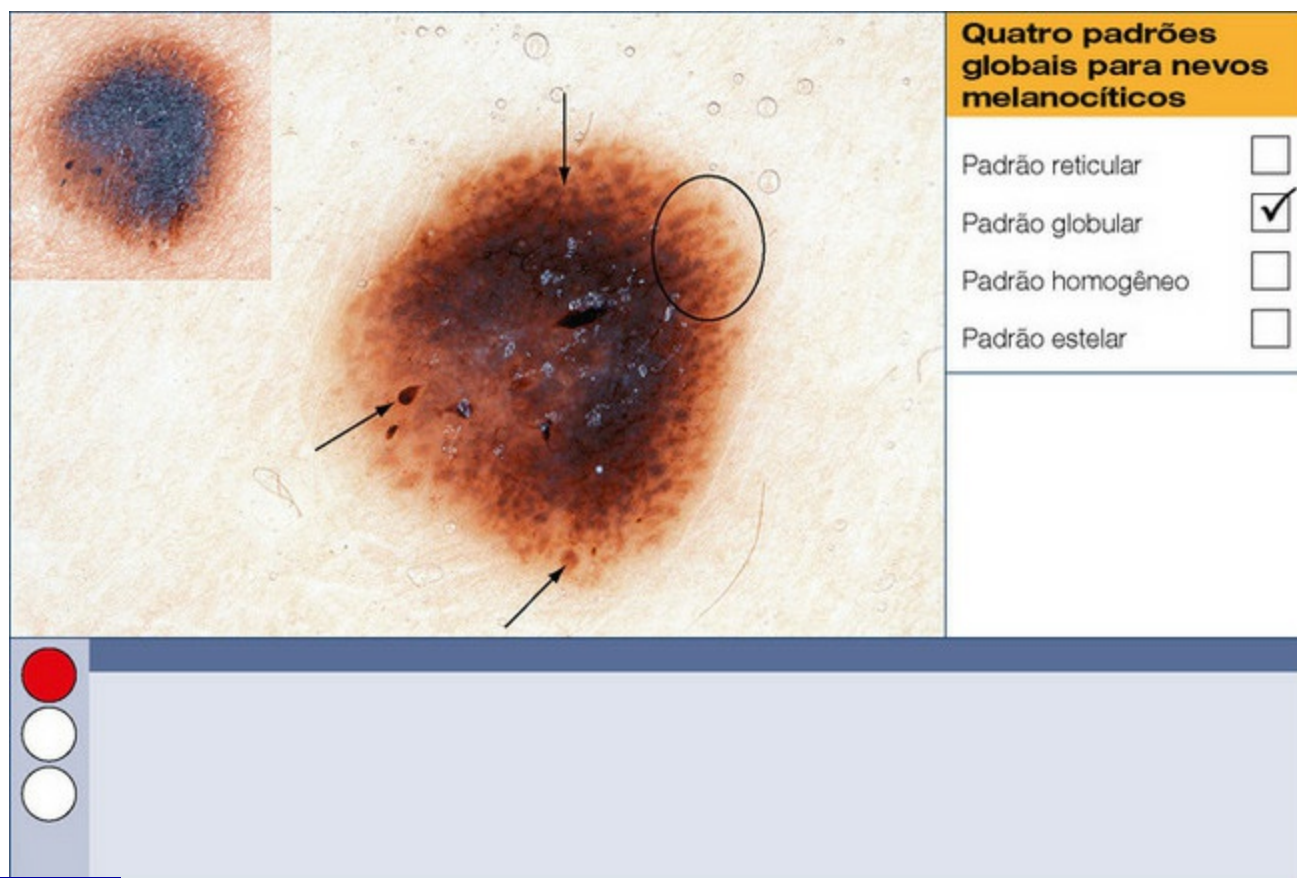 Quatro padrões
globais para nevos
melanocíticos
Padrão reticular
Padrão globular
Padrão homogêneo
Padrão estelar